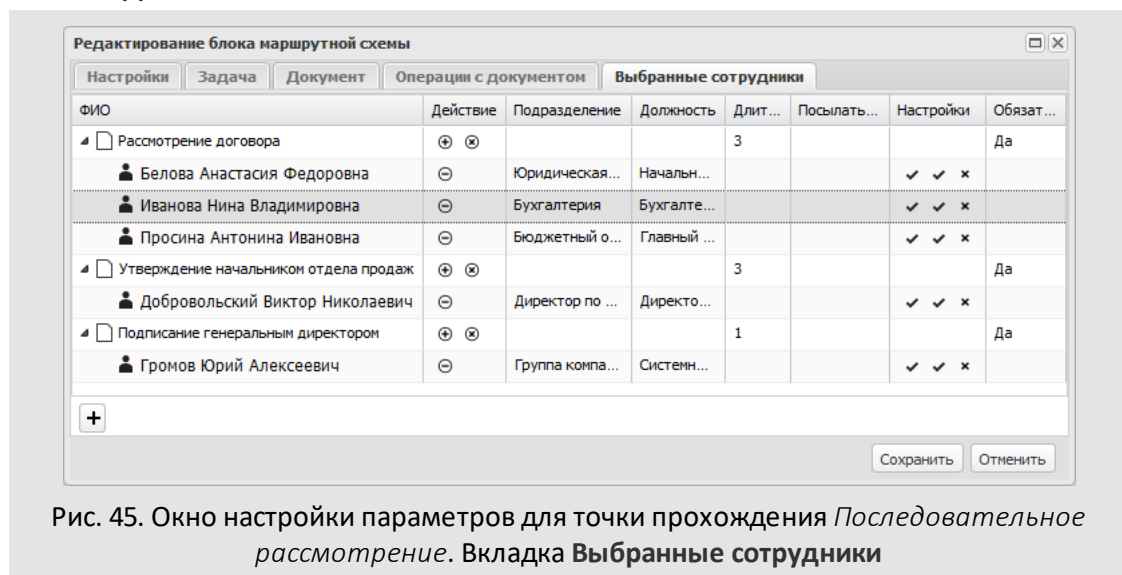 Редактирование блока маршрутной схемы
Настройки Задача Документ Операции с документом Выбранные сотрудники
ФИО Действие Подразделение Должность Длит... Посылать... Настройки Обязат...
Рассмотрение договора 3 Да
Белова Анастасия Федоровна Юридическая... Начальн...
Иванова Нина Владимировна Бухгалтерия Бухгалте...
Просина Антонина Ивановна Бюджетный о... Главный ...
Утверждение начальником отдела продаж 3 Да
Добровольский Виктор Николаевич Директор по ... Директо...
Подписание генеральным директором 1 Да
Громов Юрий Алексеевич Группа компа... Системн...
Сохранить Отменить
Рис. 45. Окно настройки параметров для точки прохождения Последовательное
рассмотрение. Вкладка Выбранные сотрудники